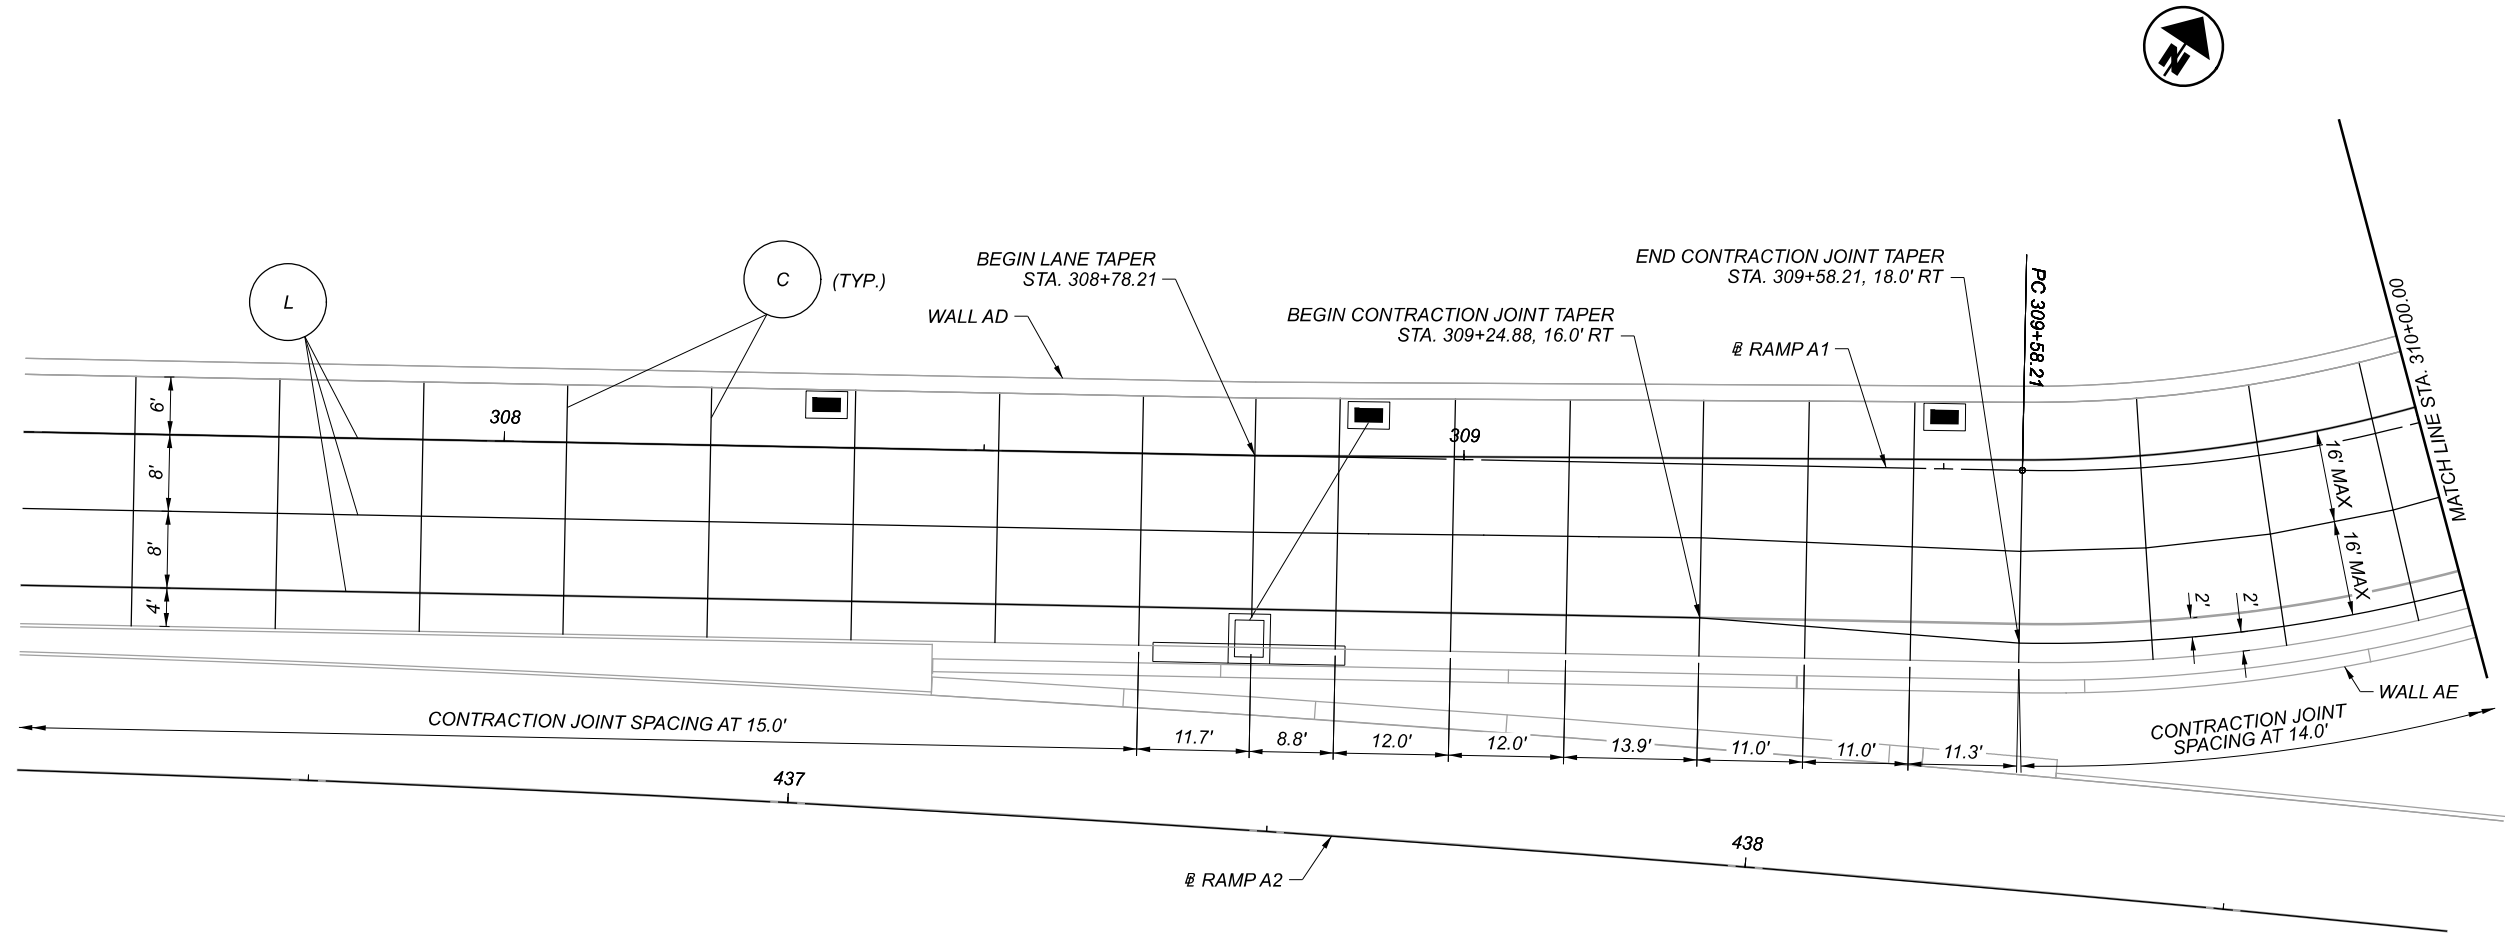 N
BEGIN LANE TAPER
STA. 308+78.21
END CONTRACTION JOINT TAPER
STA. 309+58.21, 18.0' RT
PC 309+58.21
L
C
(TYP.)
WALL AD
BEGIN CONTRACTION JOINT TAPER
STA. 309+24.88, 16.0' RT
RAMP A1
MATCH LINE STA. 310+00.00
308
309
6'
8'
8'
4'
16' MAX
16' MAX
2'
2'
WALL AE
CONTRACTION JOINT SPACING AT 15.0'
11.7'
8.8'
12.0'
12.0'
13.9'
11.0'
11.0'
11.3'
CONTRACTION JOINT
SPACING AT 14.0'
437
438
RAMP A2